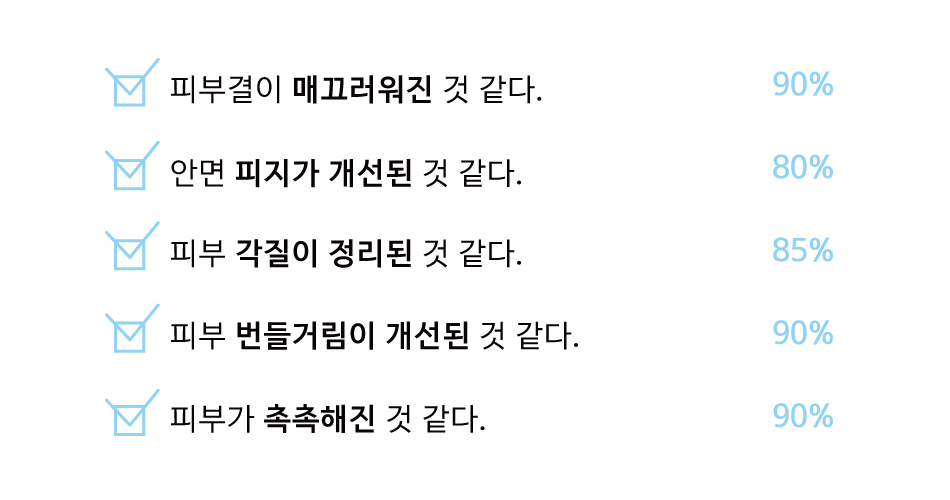 피부결이 매끄러워진 것 같다. 90%
안면 피지가 개선된 것 같다. 80%
피부 각질이 정리된 것 같다. 85%
피부 번들거림이 개선된 것 같다. 90%
피부가 촉촉해진 것 같다. 90%